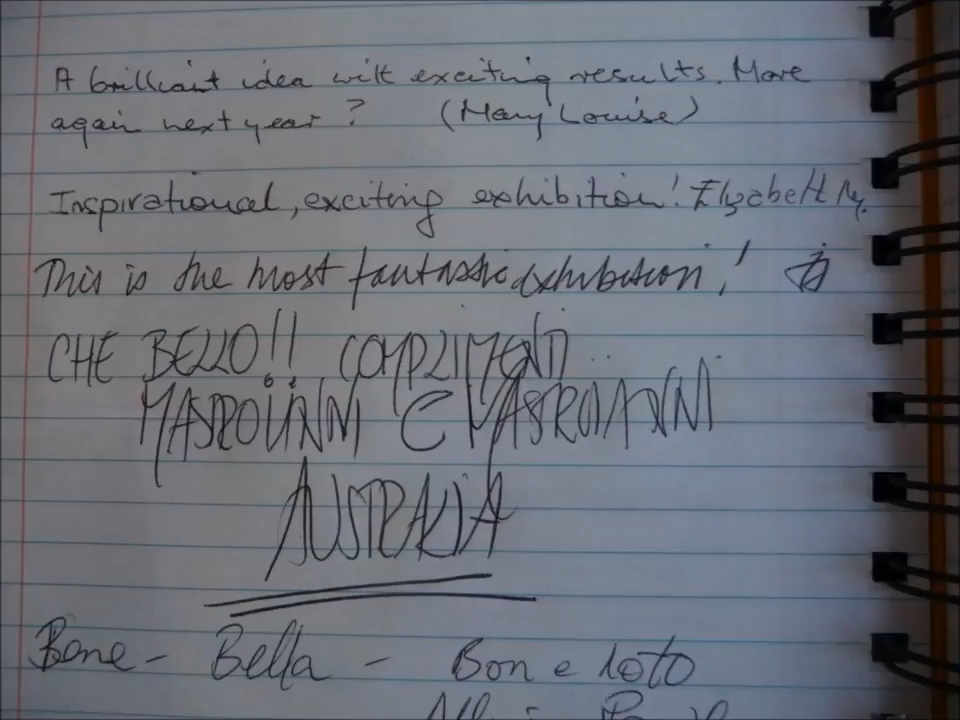 A brilliant idea with exciting results. More
again next year? (Mary Louise)
Inspirational, exciting exhibition! Elizabeth
This is the most fantastic exhibition!
CHE BELLO!! COMPLIMENTI
MASTROIANNI C MASTROIANNI
AUSTRALIA
Bone - Bella - Bon e loto